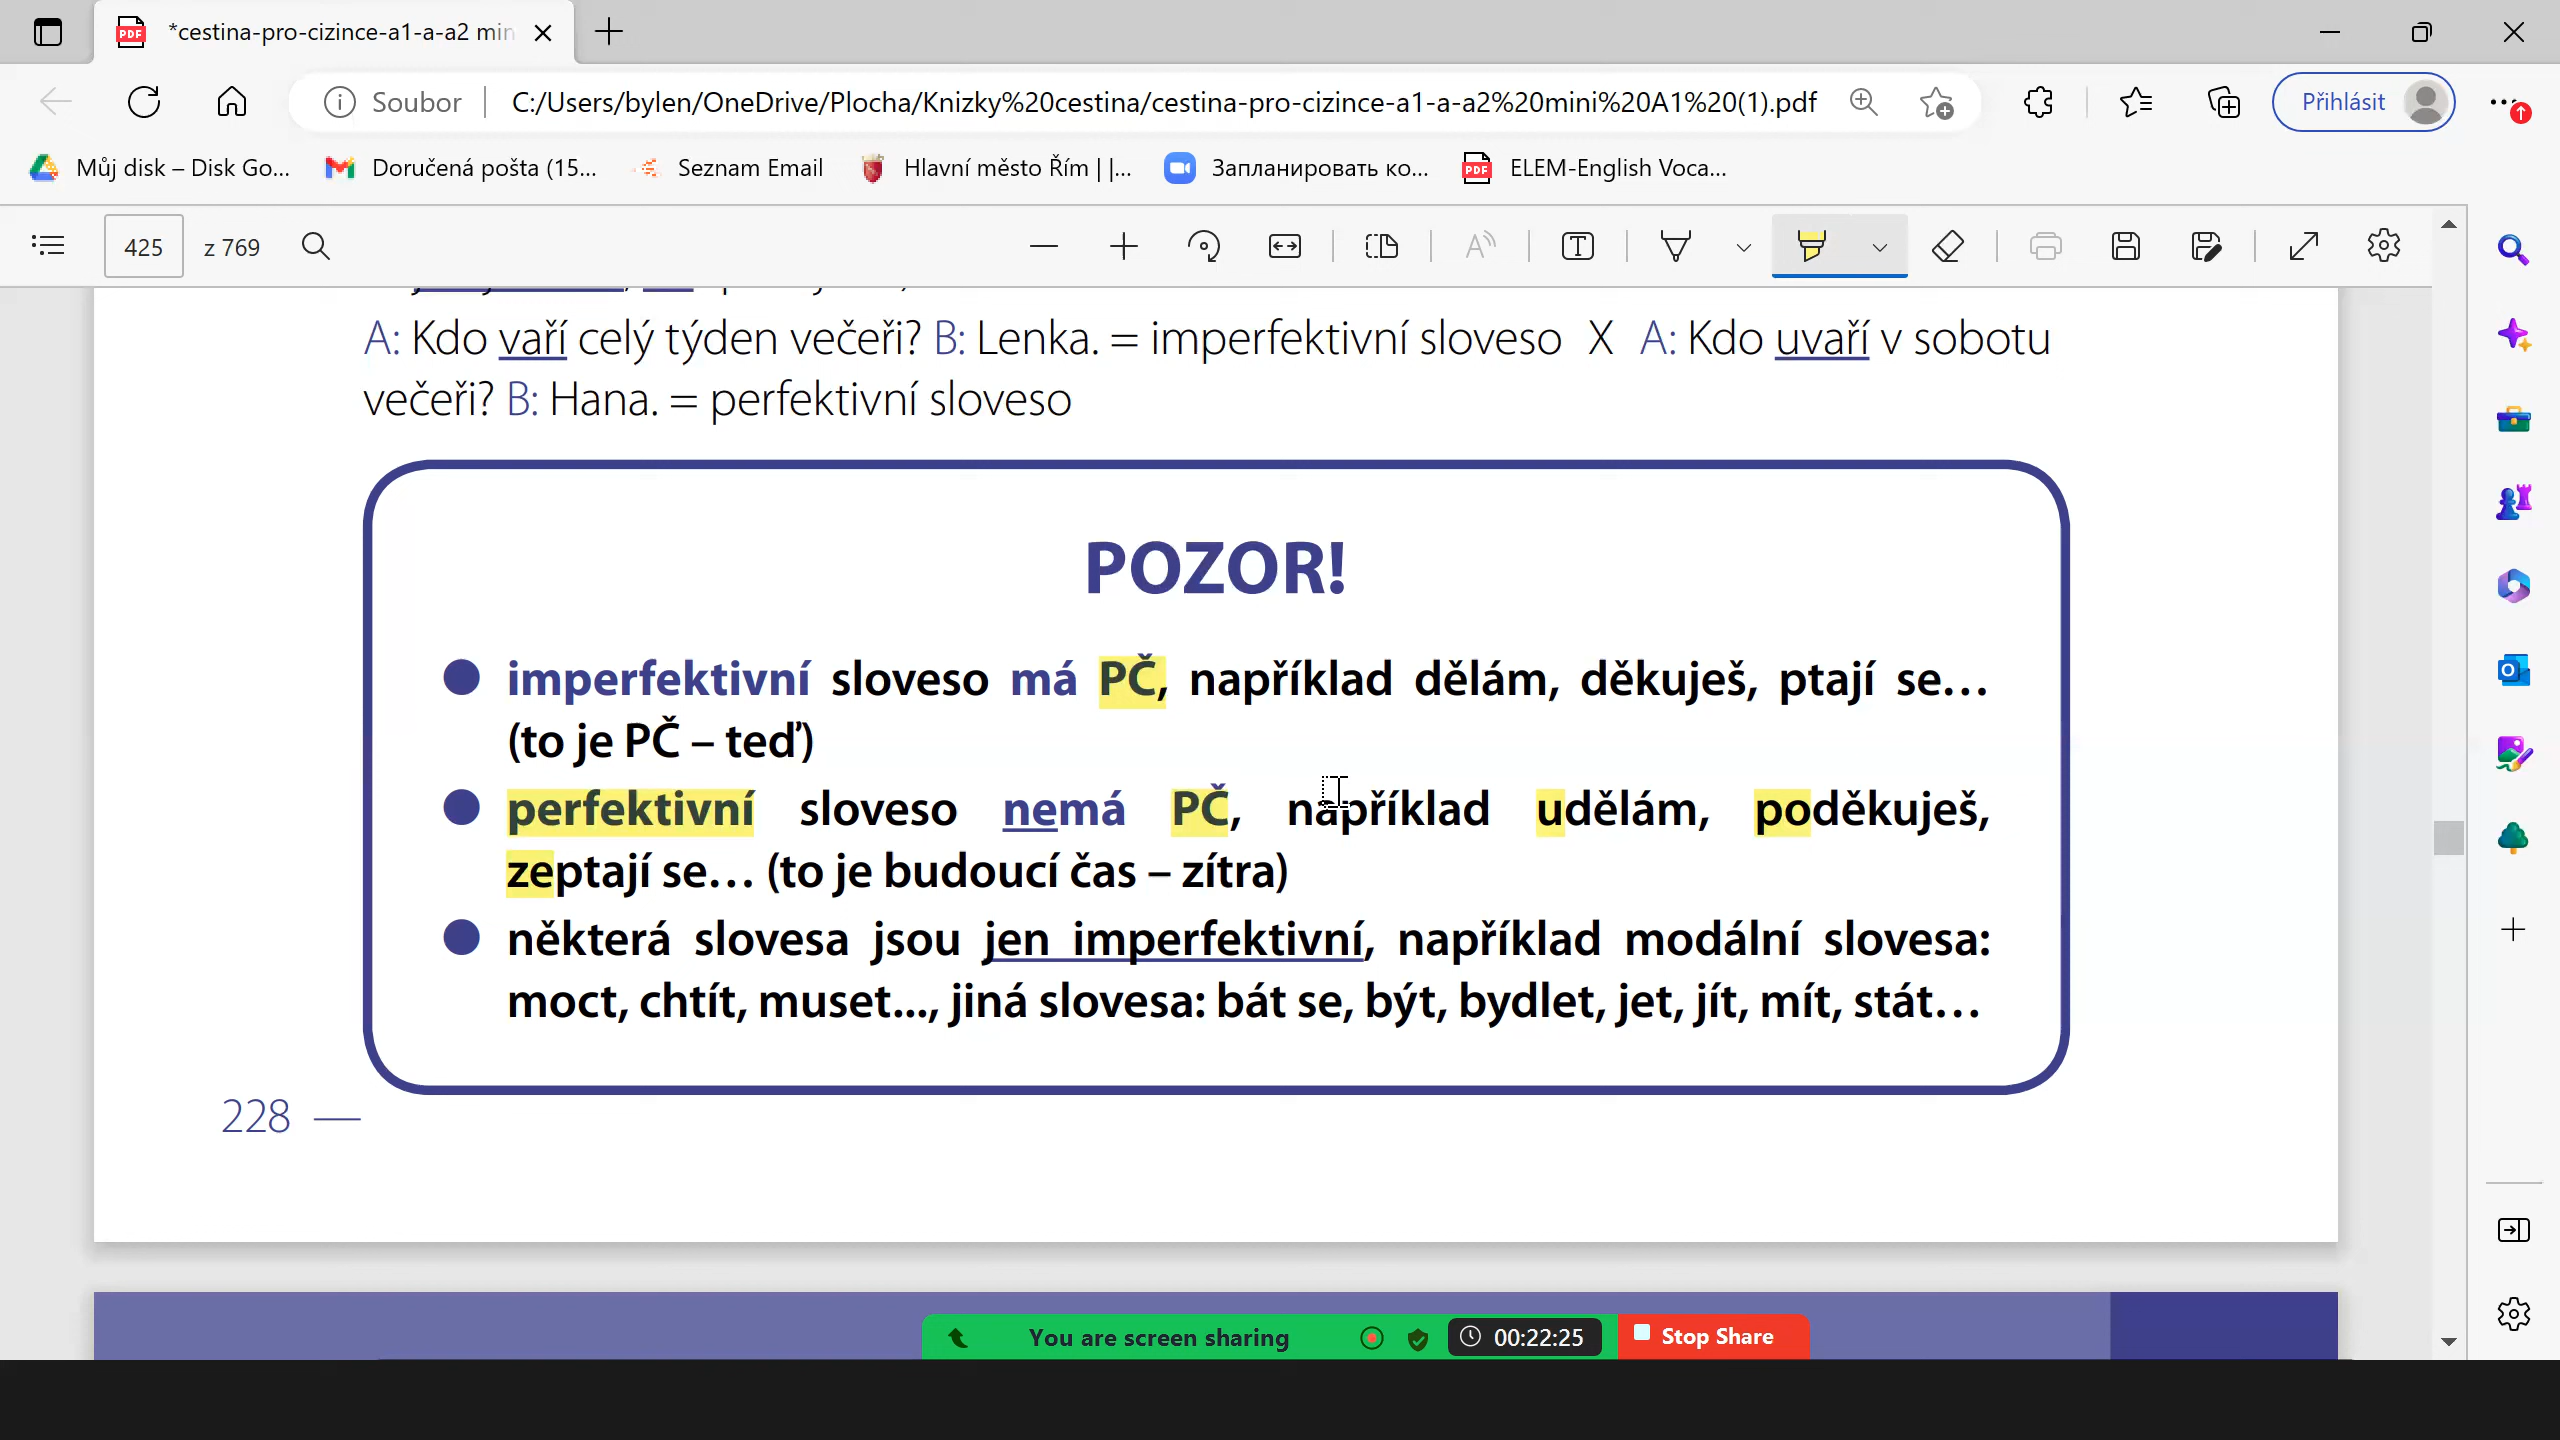 *cestina-pro-cizince-a1-a-a2 min
Soubor
C:/Users/bylen/OneDrive/Plocha/Knizky%20cestina/cestina-pro-cizince-a1-a-a2%20mini%20A1%20(1).pdf
Přihlásit
Můj disk – Disk Go...
Doručená pošta (15...
Seznam Email
Hlavní město Řím | |...
Запланировать ко...
ELEM-English Voca...
425 z 769
A: Kdo vaří celý týden večeři? B: Lenka. = imperfektivní sloveso X A: Kdo uvaří v sobotu
večeři? B: Hana. = perfektivní sloveso
POZOR!
● imperfektivní sloveso má PČ, například dělám, děkuješ, ptají se…
(to je PČ – teď)
● perfektivní sloveso nemá PČ, například udělám, poděkuješ,
zeptají se… (to je budoucí čas – zítra)
● některá slovesa jsou jen imperfektivní, například modální slovesa:
moct, chtít, muset..., jiná slovesa: bát se, být, bydlet, jet, jít, mít, stát…
228 —
You are screen sharing
00:22:25
Stop Share